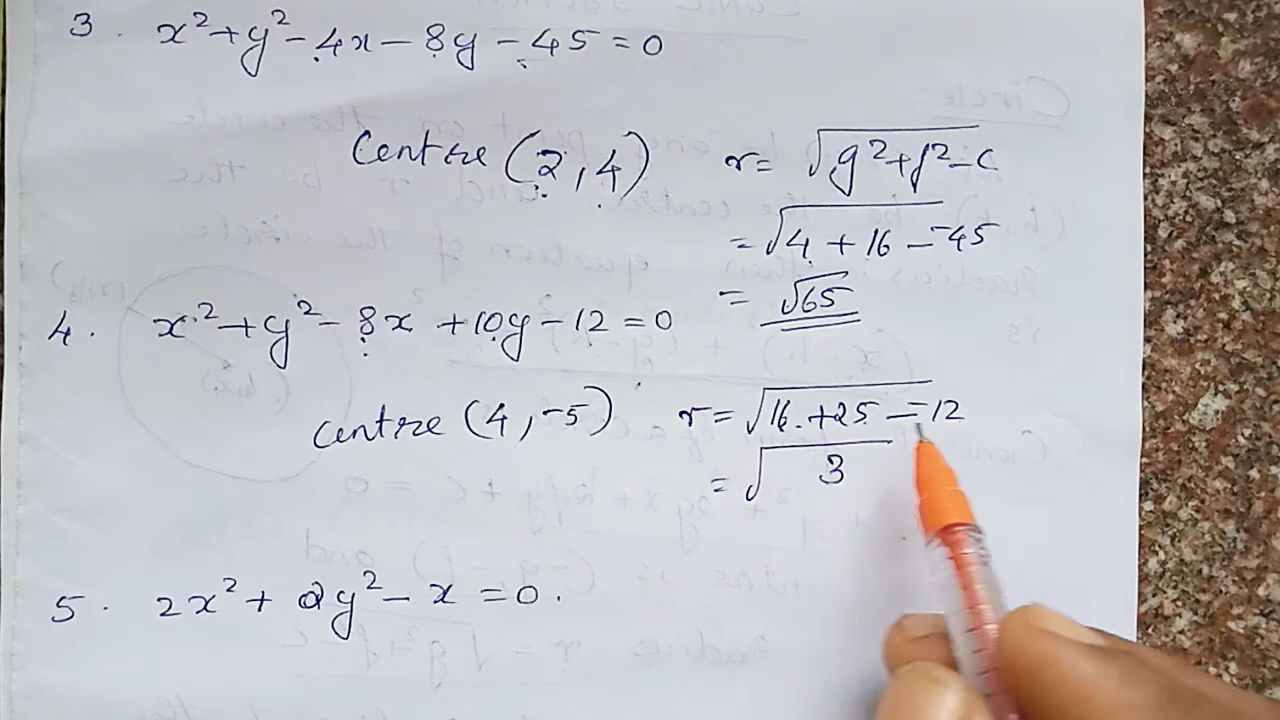 3. x²+y²-4x-8y-45=0
Centre (2,4) r= √g²+f²-c
=√4+16--45
= √65
4. x²+y²-8x+10y-12=0
centre (4,-5) r=√16+25--12
=√3
5. 2x²+2y²-x=0.